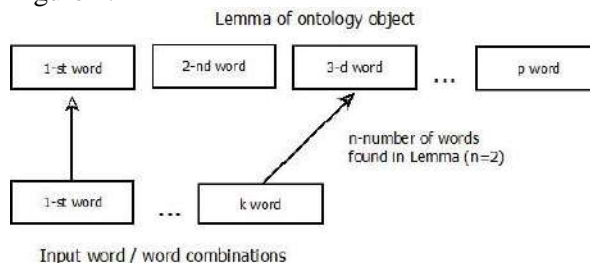 Lemma of ontology object
1-st word
2-nd word
3-d word
...
p word
n-number of words
found in Lemma (n=2)
1-st word
...
k word
Input word / word combinations